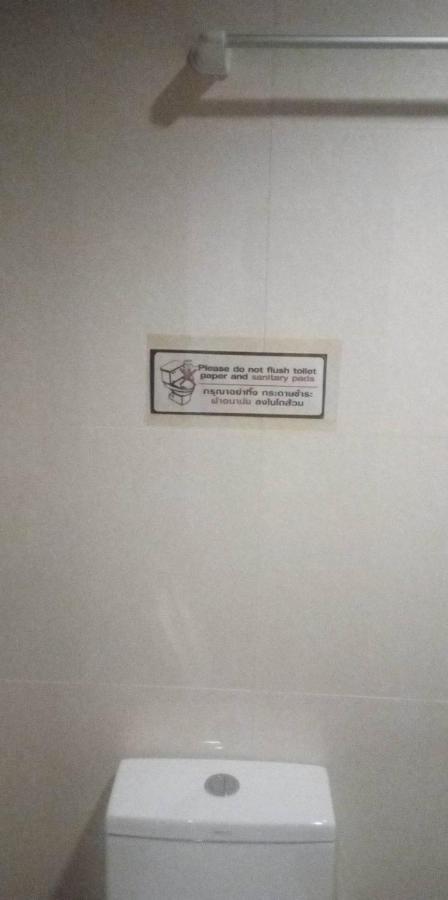 Please do not flush toilet
paper and sanitary pads
กรุณาอย่าทิ้ง กระดาษชำระ
ผ้าอนามัย ลงในโถส้วม